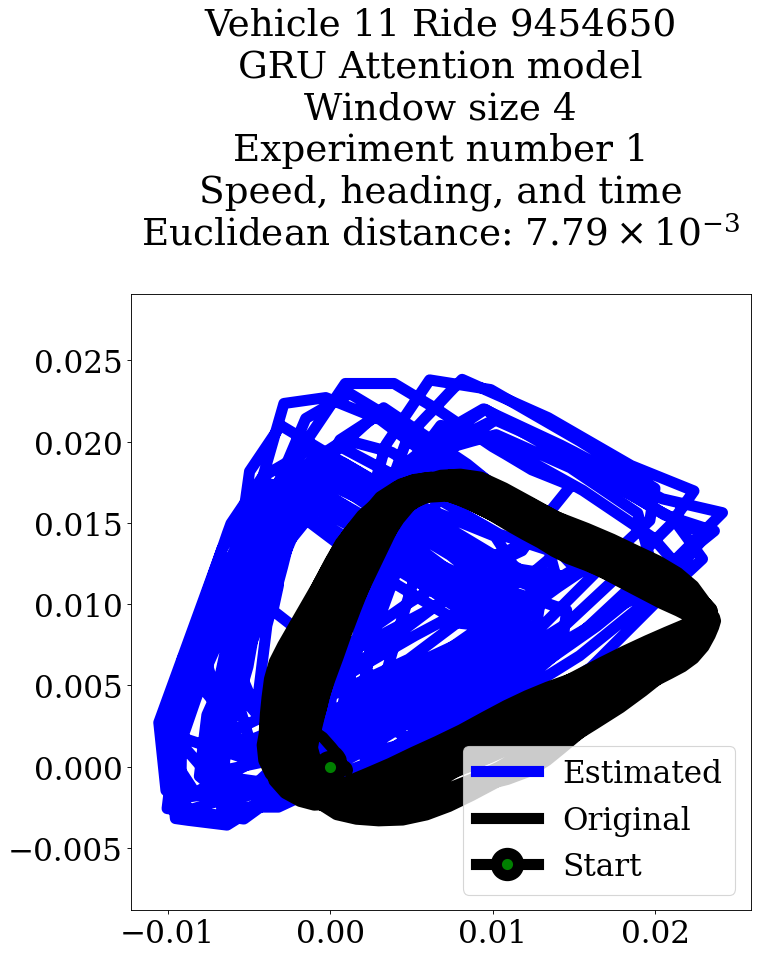 Vehicle 11 Ride 9454650
GRU Attention model
Window size 4
Experiment number 1
Speed, heading, and time
Euclidean distance: 7.79 × 10⁻³
0.025
0.020
0.015
0.010
0.005
0.000
−0.005
−0.01 0.00 0.01 0.02
Estimated
Original
Start